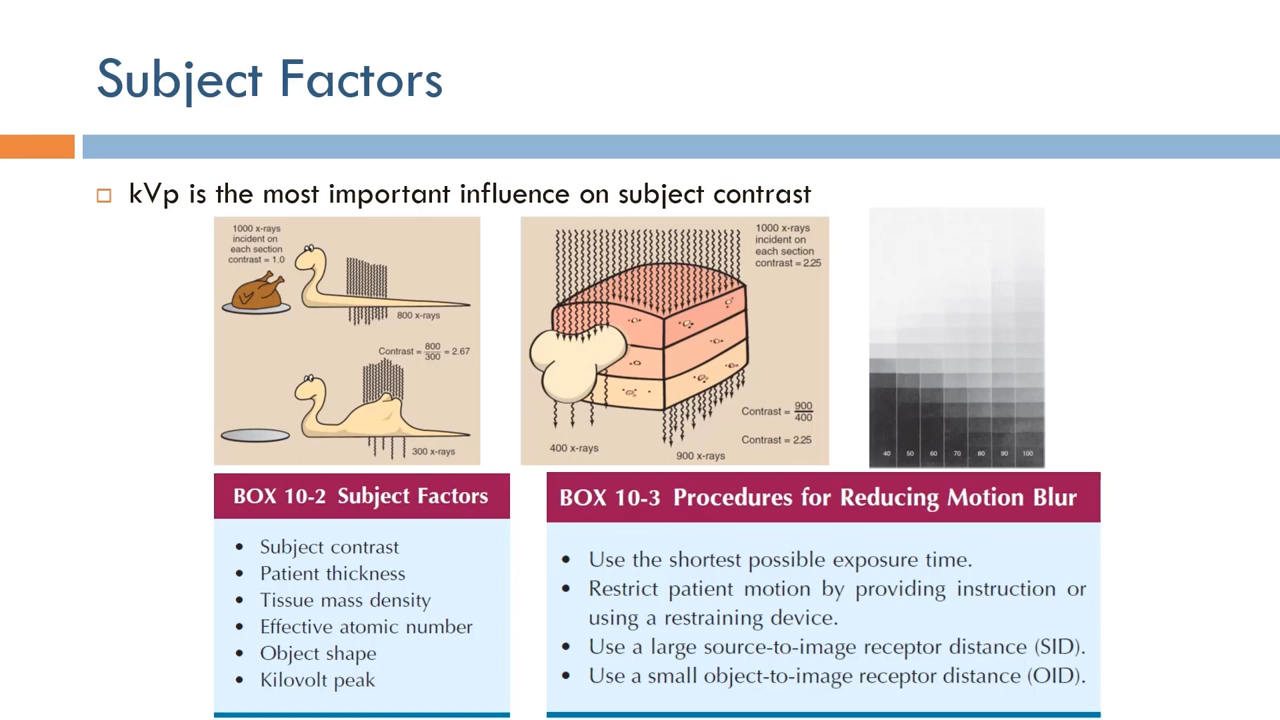 Subject Factors
kVp is the most important influence on subject contrast
1000 x-rays
incident on
each section
contrast = 1.0
800 x-rays
Contrast = 800/300 = 2.67
300 x-rays
1000 x-rays
incident on
each section
contrast = 2.25
Contrast = 900/400
Contrast = 2.25
400 x-rays
900 x-rays
40 50 60 70 80 90 100
BOX 10-2 Subject Factors
• Subject contrast
• Patient thickness
• Tissue mass density
• Effective atomic number
• Object shape
• Kilovolt peak
BOX 10-3 Procedures for Reducing Motion Blur
• Use the shortest possible exposure time.
• Restrict patient motion by providing instruction or
using a restraining device.
• Use a large source-to-image receptor distance (SID).
• Use a small object-to-image receptor distance (OID).